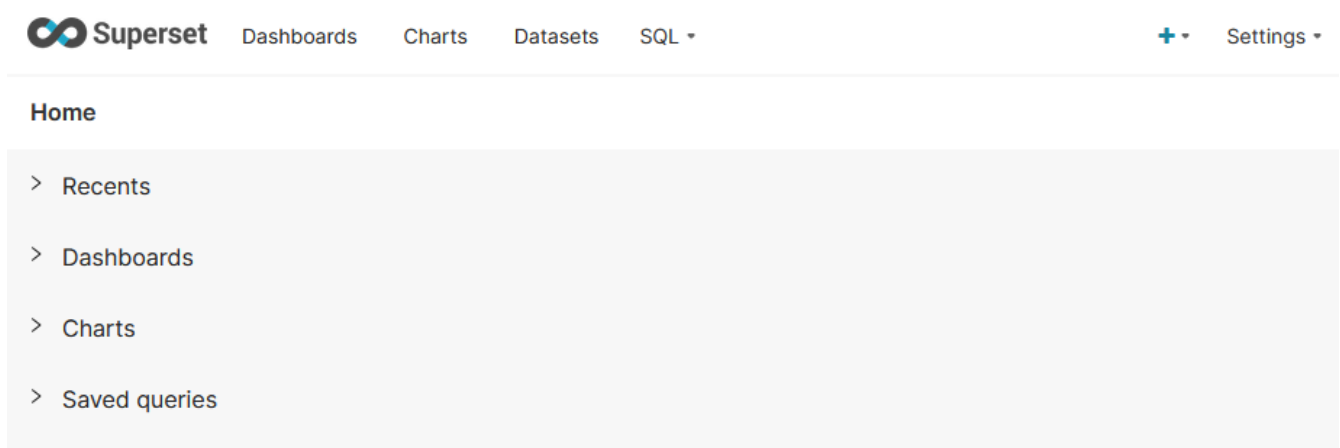 Superset Dashboards Charts Datasets SQL + Settings
Home
> Recents
> Dashboards
> Charts
> Saved queries